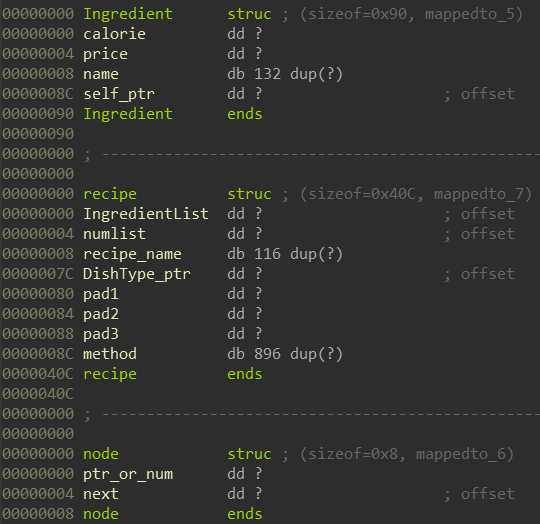 00000000 Ingredient struc ; (sizeof=0x90, mappedto_5)
00000000 calorie dd ?
00000004 price dd ?
00000008 name db 132 dup(?)
0000008C self_ptr dd ? ; offset
00000090 Ingredient ends
00000090
00000000 ; -------------------------------------------------
00000000
00000000 recipe struc ; (sizeof=0x40C, mappedto_7)
00000000 IngredientList dd ? ; offset
00000004 numlist dd ? ; offset
00000008 recipe_name db 116 dup(?)
0000007C DishType_ptr dd ? ; offset
00000080 pad1 dd ?
00000084 pad2 dd ?
00000088 pad3 dd ?
0000008C method db 896 dup(?)
0000040C recipe ends
0000040C
00000000 ; -------------------------------------------------
00000000
00000000 node struc ; (sizeof=0x8, mappedto_6)
00000000 ptr_or_num dd ?
00000004 next dd ? ; offset
00000008 node ends